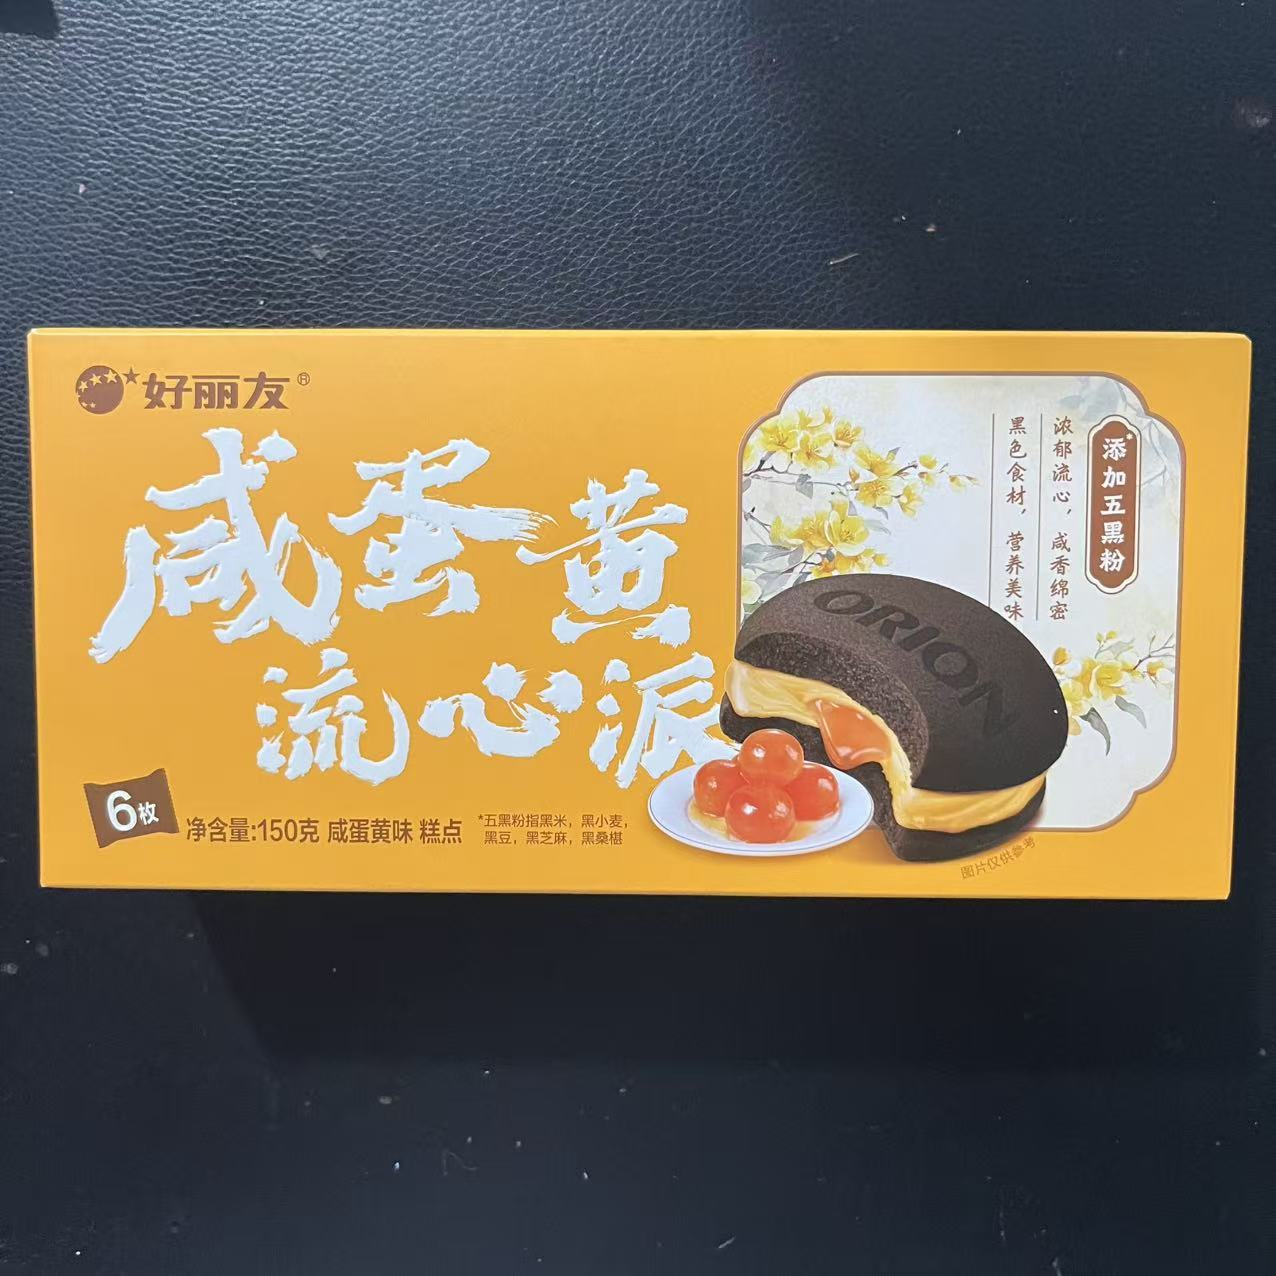 好丽友®
咸蛋黄
流心派
添加五黑粉*
浓郁流心，咸香绵密
黑色食材，营养美味
ORION
6枚
净含量:150克 咸蛋黄味 糕点
*五黑粉指黑米，黑小麦，
黑豆，黑芝麻，黑桑椹
图片仅供参考